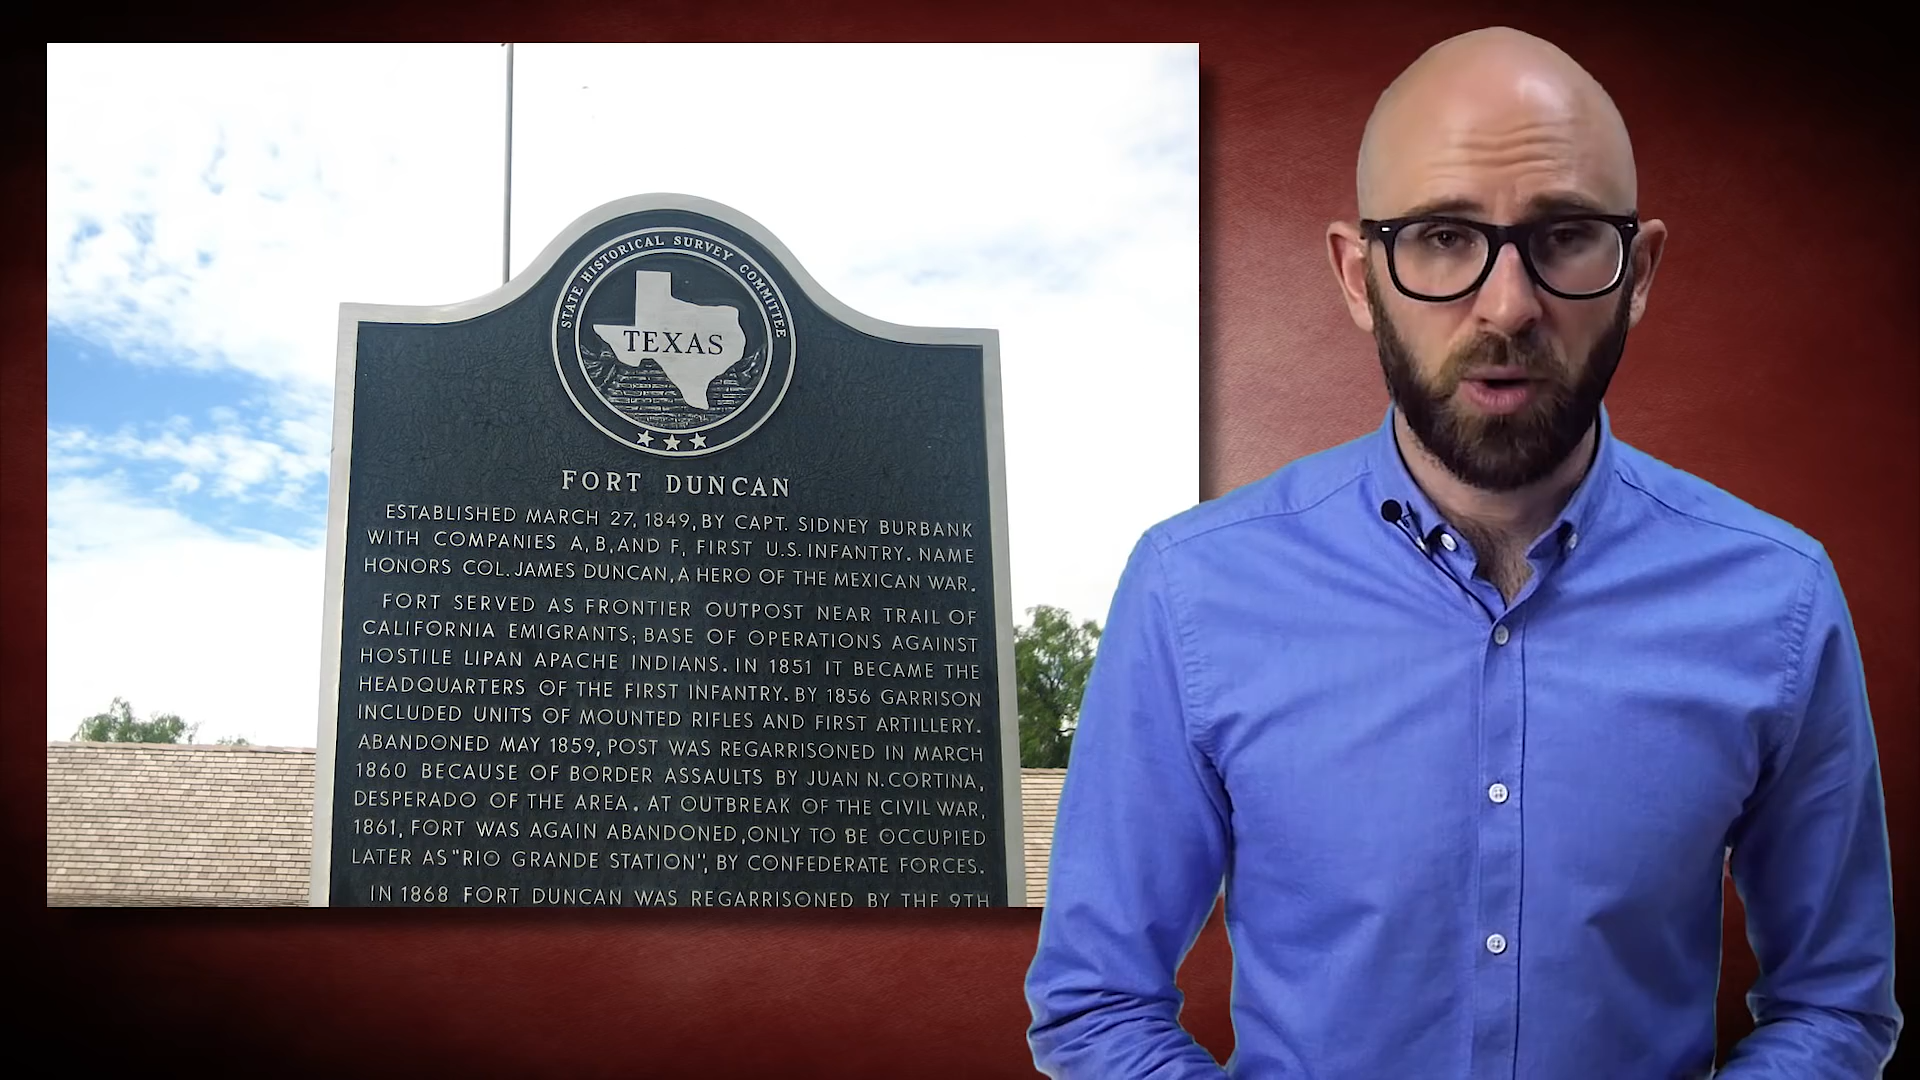 STATE HISTORICAL SURVEY COMMITTEE
TEXAS
FORT DUNCAN
ESTABLISHED MARCH 27, 1849, BY CAPT. SIDNEY BURBANK
WITH COMPANIES A, B, AND F, FIRST U.S. INFANTRY. NAME
HONORS COL. JAMES DUNCAN, A HERO OF THE MEXICAN WAR.
FORT SERVED AS FRONTIER OUTPOST NEAR TRAIL OF
CALIFORNIA EMIGRANTS; BASE OF OPERATIONS AGAINST
HOSTILE LIPAN APACHE INDIANS. IN 1851 IT BECAME THE
HEADQUARTERS OF THE FIRST INFANTRY. BY 1856 GARRISON
INCLUDED UNITS OF MOUNTED RIFLES AND FIRST ARTILLERY.
ABANDONED MAY 1859, POST WAS REGARRISONED IN MARCH
1860 BECAUSE OF BORDER ASSAULTS BY JUAN N. CORTINA,
DESPERADO OF THE AREA. AT OUTBREAK OF THE CIVIL WAR,
1861, FORT WAS AGAIN ABANDONED, ONLY TO BE OCCUPIED
LATER AS "RIO GRANDE STATION", BY CONFEDERATE FORCES.
IN 1868 FORT DUNCAN WAS REGARRISONED BY THE 9TH